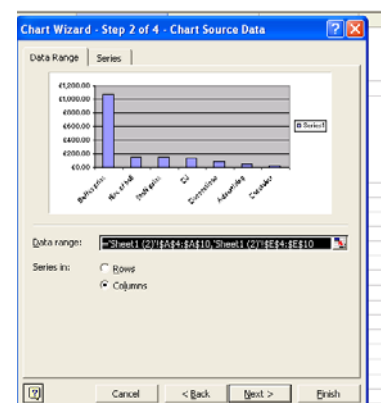 Chart Wizard - Step 2 of 4 - Chart Source Data
Data Range Series
£1,200.00
£1,000.00
£800.00
£600.00
£400.00
£200.00
£0.00
Series1
Data range: ='Sheet1 (2)'!$A$4:$A$10,'Sheet1 (2)'!$E$4:$E$10
Series in: Rows
Columns
Cancel < Back Next > Finish